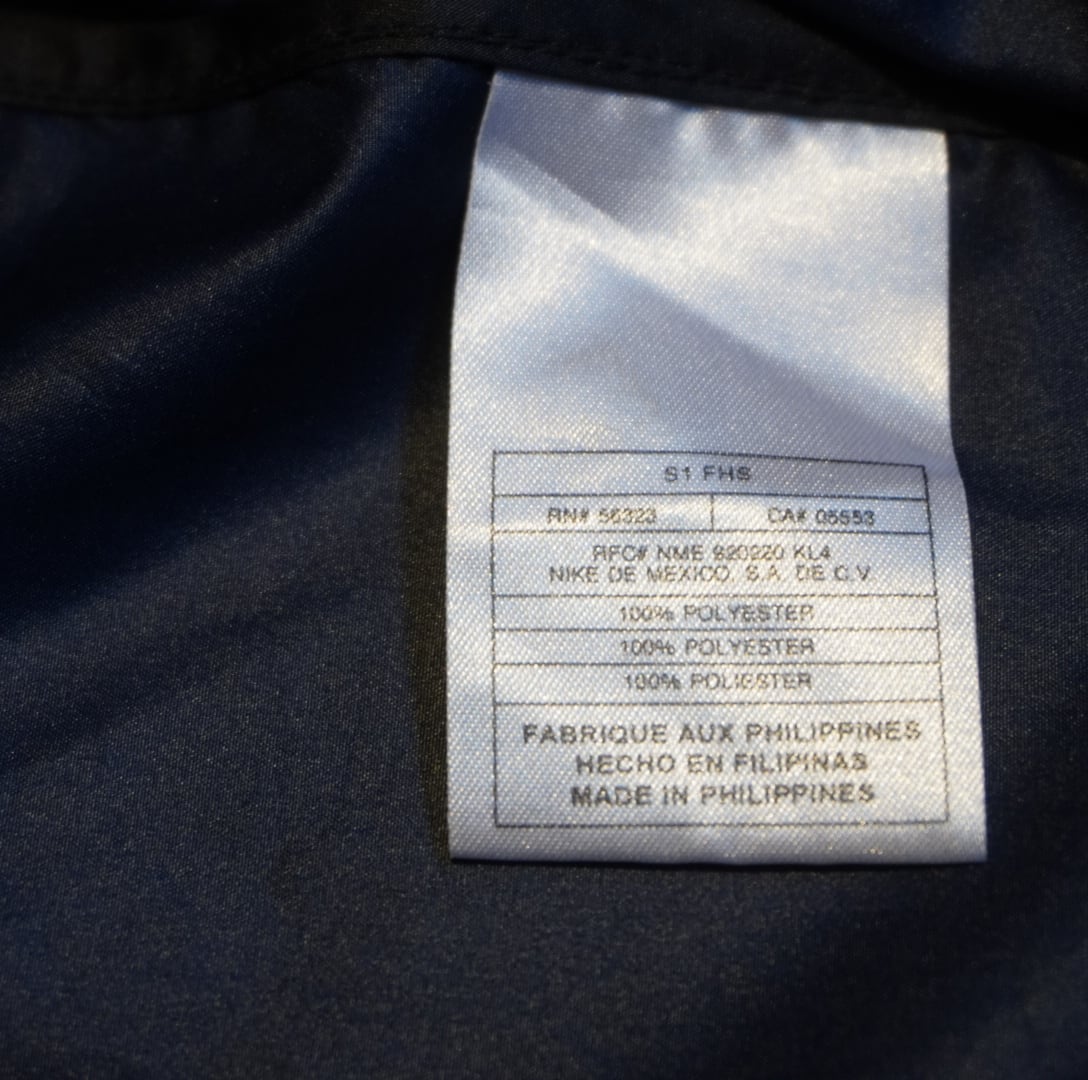 S1 FHS
RN# 56323 CA# 05553
RFC# NME 920220 KL4
NIKE DE MEXICO, S.A. DE C.V.
100% POLYESTER
100% POLYESTER
100% POLIESTER
FABRIQUE AUX PHILIPPINES
HECHO EN FILIPINAS
MADE IN PHILIPPINES